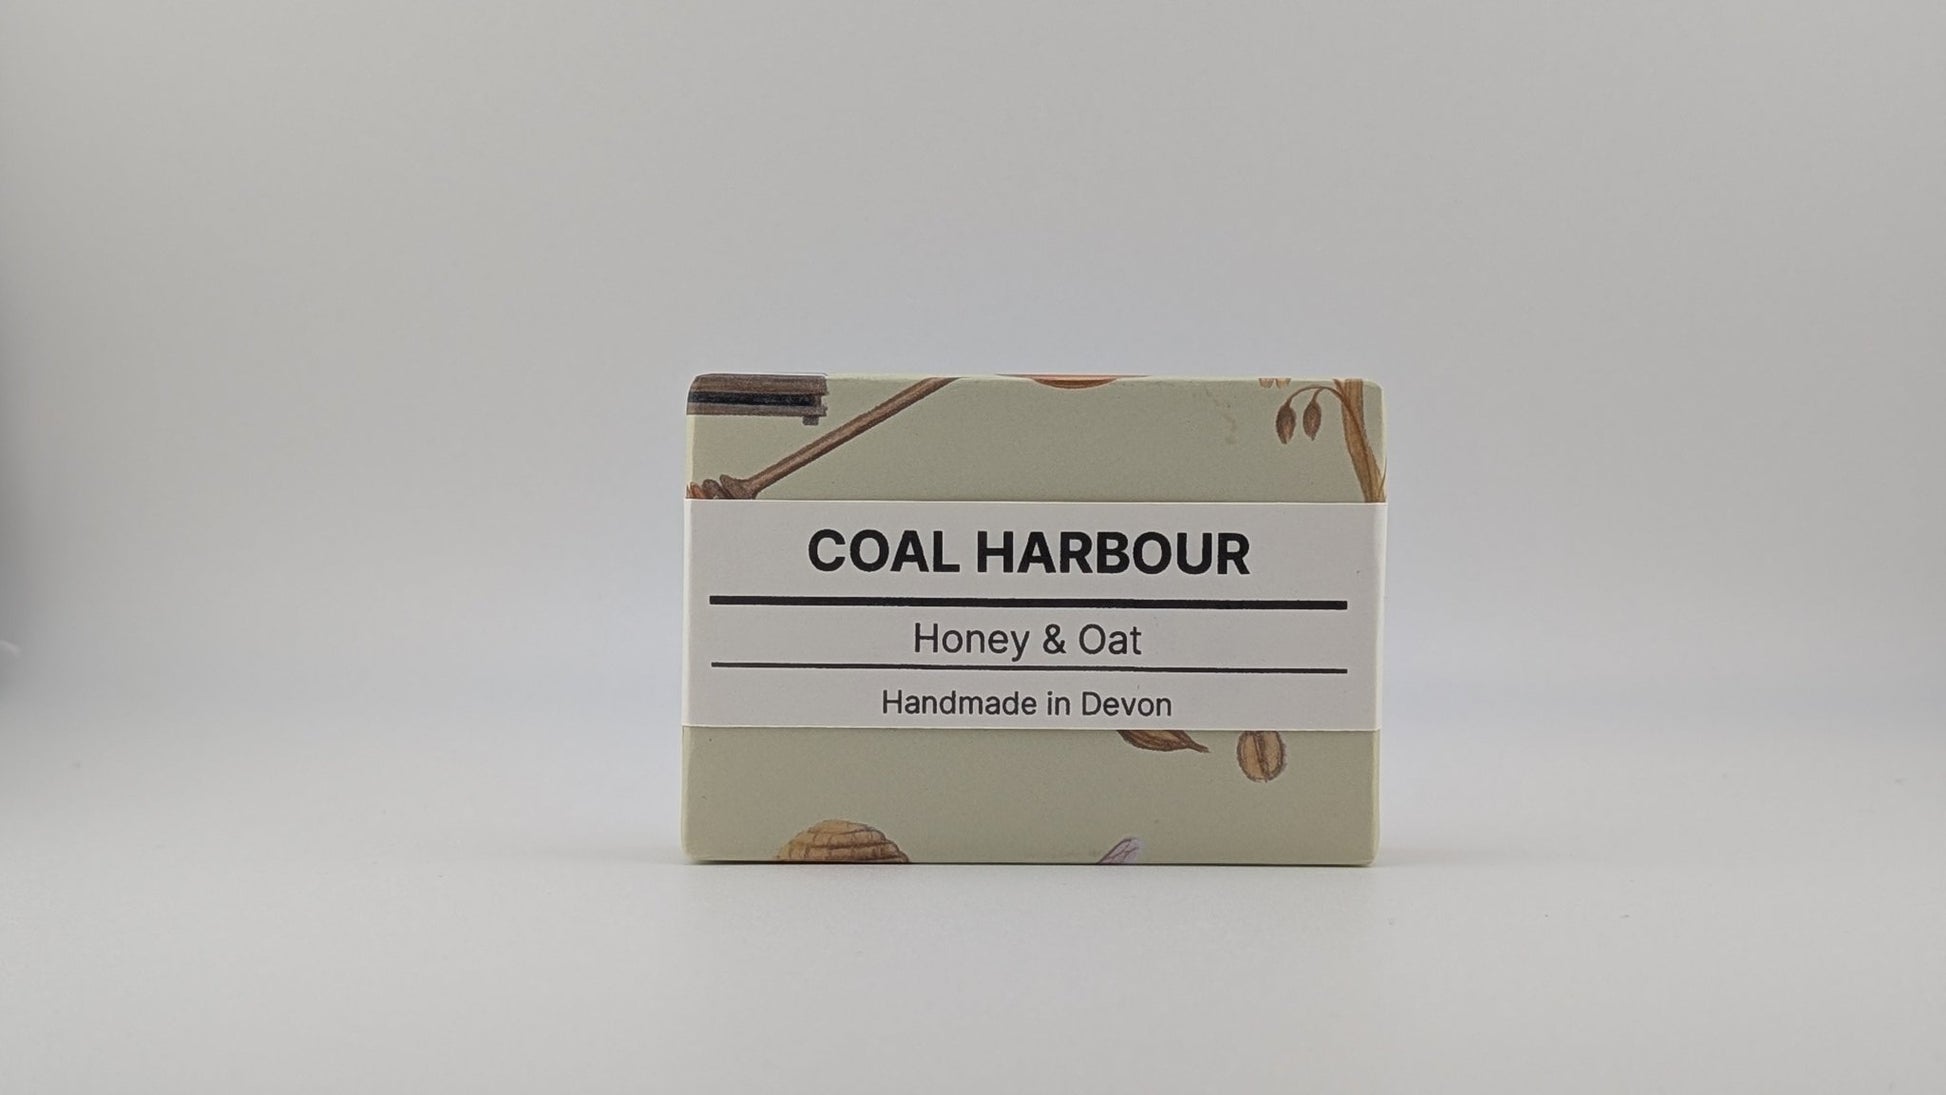 COAL HARBOUR
Honey & Oat
Handmade in Devon